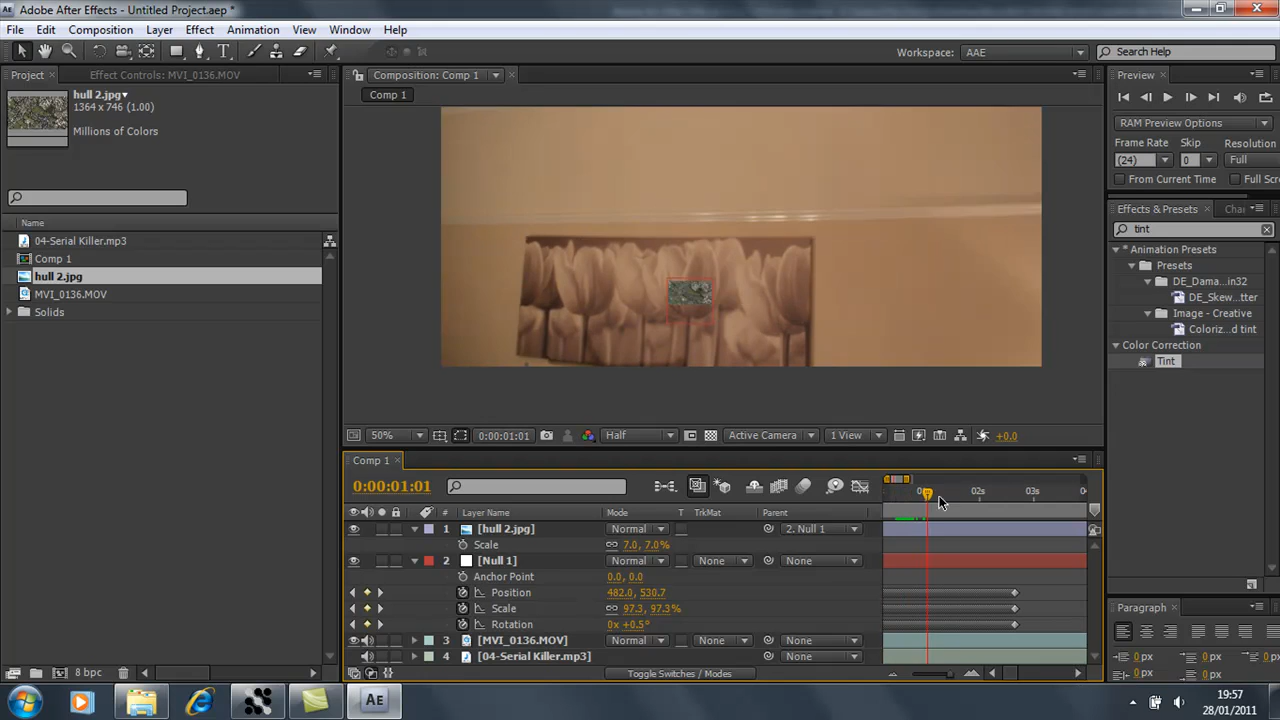 Adobe After Effects - Untitled Project.aep *
File Edit Composition Layer Effect Animation View Window Help
Workspace: AAE Search Help
Project Effect Controls: MVI_0136.MOV
Composition: Comp 1
Preview
hull 2.jpg▾
1364 x 746 (1.00)
Millions of Colors
Comp 1
RAM Preview Options
Frame Rate Skip Resolution
(24) 0 Full
From Current Time Full Scr
Effects & Presets Char
tint
Name
04-Serial Killer.mp3
Comp 1
hull 2.jpg
MVI_0136.MOV
Solids
* Animation Presets
Presets
DE_Dama...in32
DE_Skew...tter
Image - Creative
Coloriz...d tint
Color Correction
Tint
50% 0:00:01:01 Half Active Camera 1 View +0.0
Comp 1
0:00:01:01
02s 03s
# Layer Name Mode T TrkMat Parent
1 [hull 2.jpg] Normal 2. Null 1
Scale 7.0, 7.0%
2 [Null 1] Normal None None
Anchor Point 0.0, 0.0
Position 482.0, 530.7
Scale 97.3, 97.3%
Rotation 0x +0.5°
3 [MVI_0136.MOV] Normal None None
4 [04-Serial Killer.mp3] None
8 bpc
Toggle Switches / Modes
Paragraph
0 px 0 px
0 px 0 px
Ae
19:57
28/01/2011